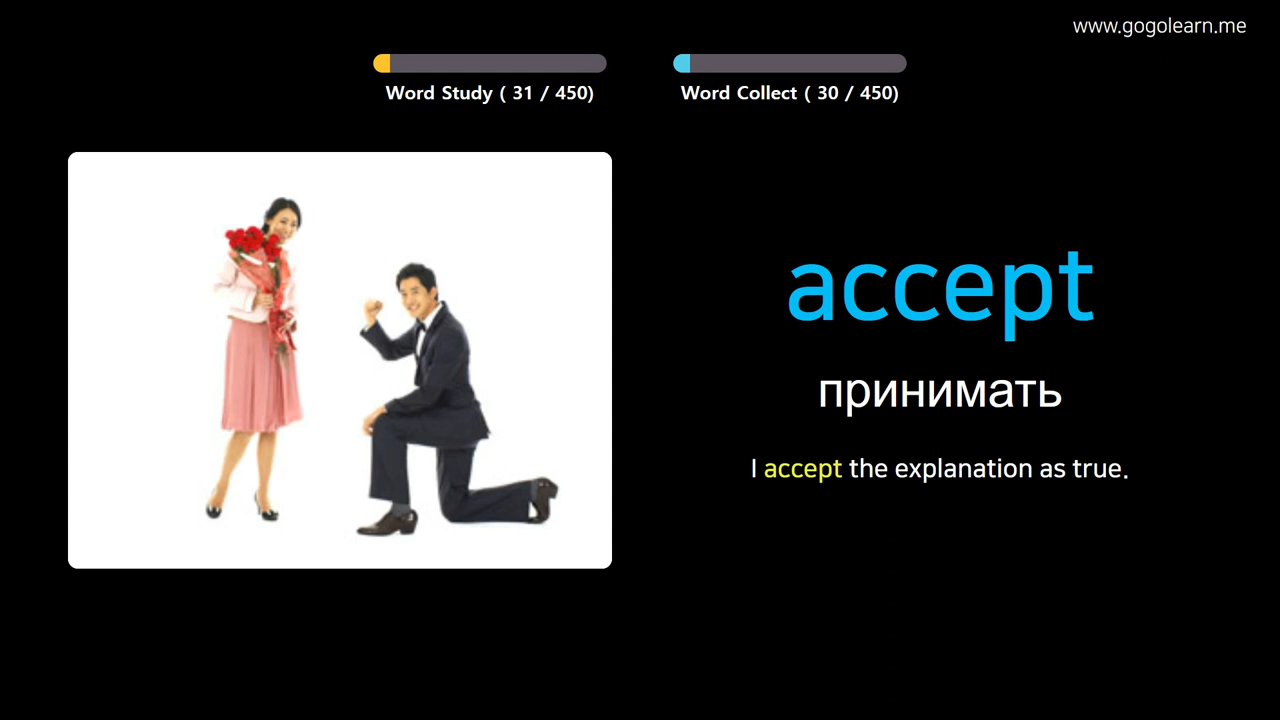 www.gogolearn.me
Word Study ( 31 / 450)
Word Collect ( 30 / 450)
accept
принимать
I accept the explanation as true.